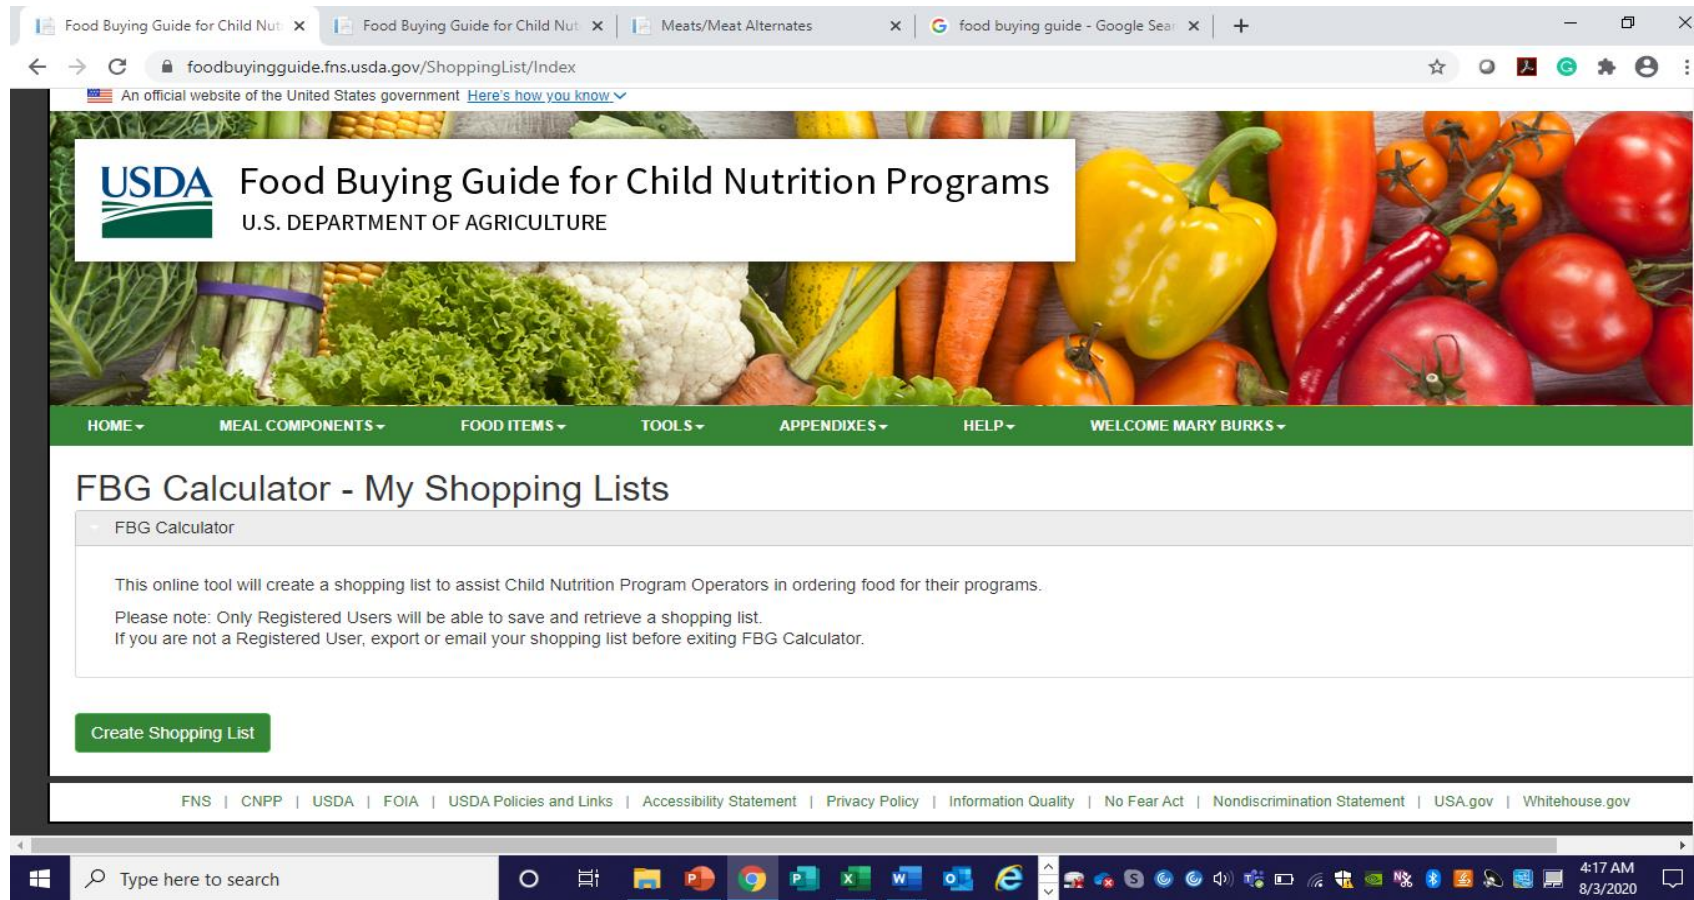 Food Buying Guide for Child Nut
Food Buying Guide for Child Nut
Meats/Meat Alternates
food buying guide - Google Sear
foodbuyingguide.fns.usda.gov/ShoppingList/Index
An official website of the United States government Here's how you know
USDA
Food Buying Guide for Child Nutrition Programs
U.S. DEPARTMENT OF AGRICULTURE
HOME MEAL COMPONENTS FOOD ITEMS TOOLS APPENDIXES HELP WELCOME MARY BURKS
FBG Calculator - My Shopping Lists
FBG Calculator
This online tool will create a shopping list to assist Child Nutrition Program Operators in ordering food for their programs.
Please note: Only Registered Users will be able to save and retrieve a shopping list.
If you are not a Registered User, export or email your shopping list before exiting FBG Calculator.
Create Shopping List
FNS | CNPP | USDA | FOIA | USDA Policies and Links | Accessibility Statement | Privacy Policy | Information Quality | No Fear Act | Nondiscrimination Statement | USA.gov | Whitehouse.gov
Type here to search
4:17 AM
8/3/2020